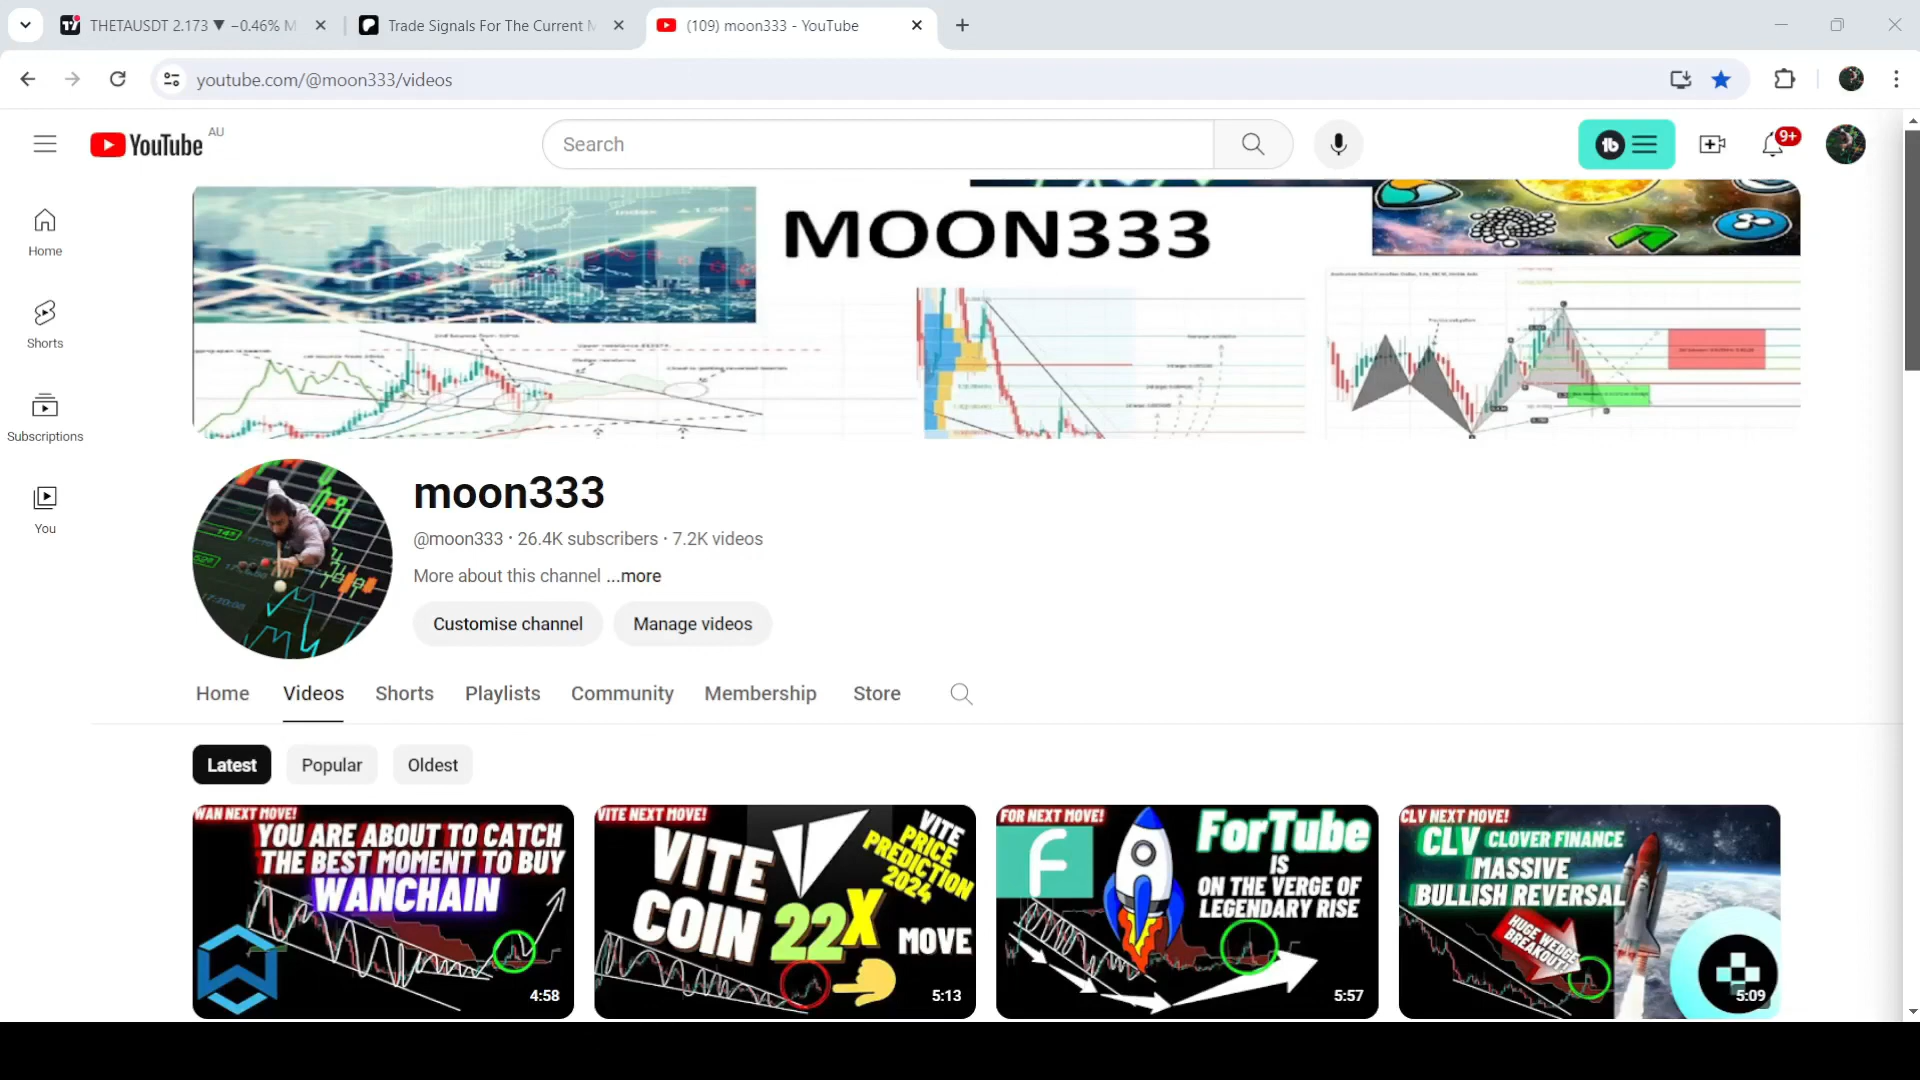 THETAUSDT 2.173 ▼ −0.46% M
Trade Signals For The Current M
(109) moon333 - YouTube
youtube.com/@moon333/videos
YouTube AU
Search
9+
Home
Shorts
Subscriptions
You
MOON333
moon333
@moon333 · 26.4K subscribers · 7.2K videos
More about this channel ...more
Customise channel
Manage videos
Home Videos Shorts Playlists Community Membership Store
Latest Popular Oldest
WAN NEXT MOVE!
YOU ARE ABOUT TO CATCH
THE BEST MOMENT TO BUY
WANCHAIN
4:58
VITE NEXT MOVE!
VITE
COIN
22X
MOVE
VITE
PRICE
PREDICTION
2024
5:13
FOR NEXT MOVE!
ForTube
IS
ON THE VERGE OF
LEGENDARY RISE
5:57
CLV NEXT MOVE!
CLV CLOVER FINANCE
MASSIVE
BULLISH REVERSAL
HUGE WEDGE
BREAKOUT!
5:09